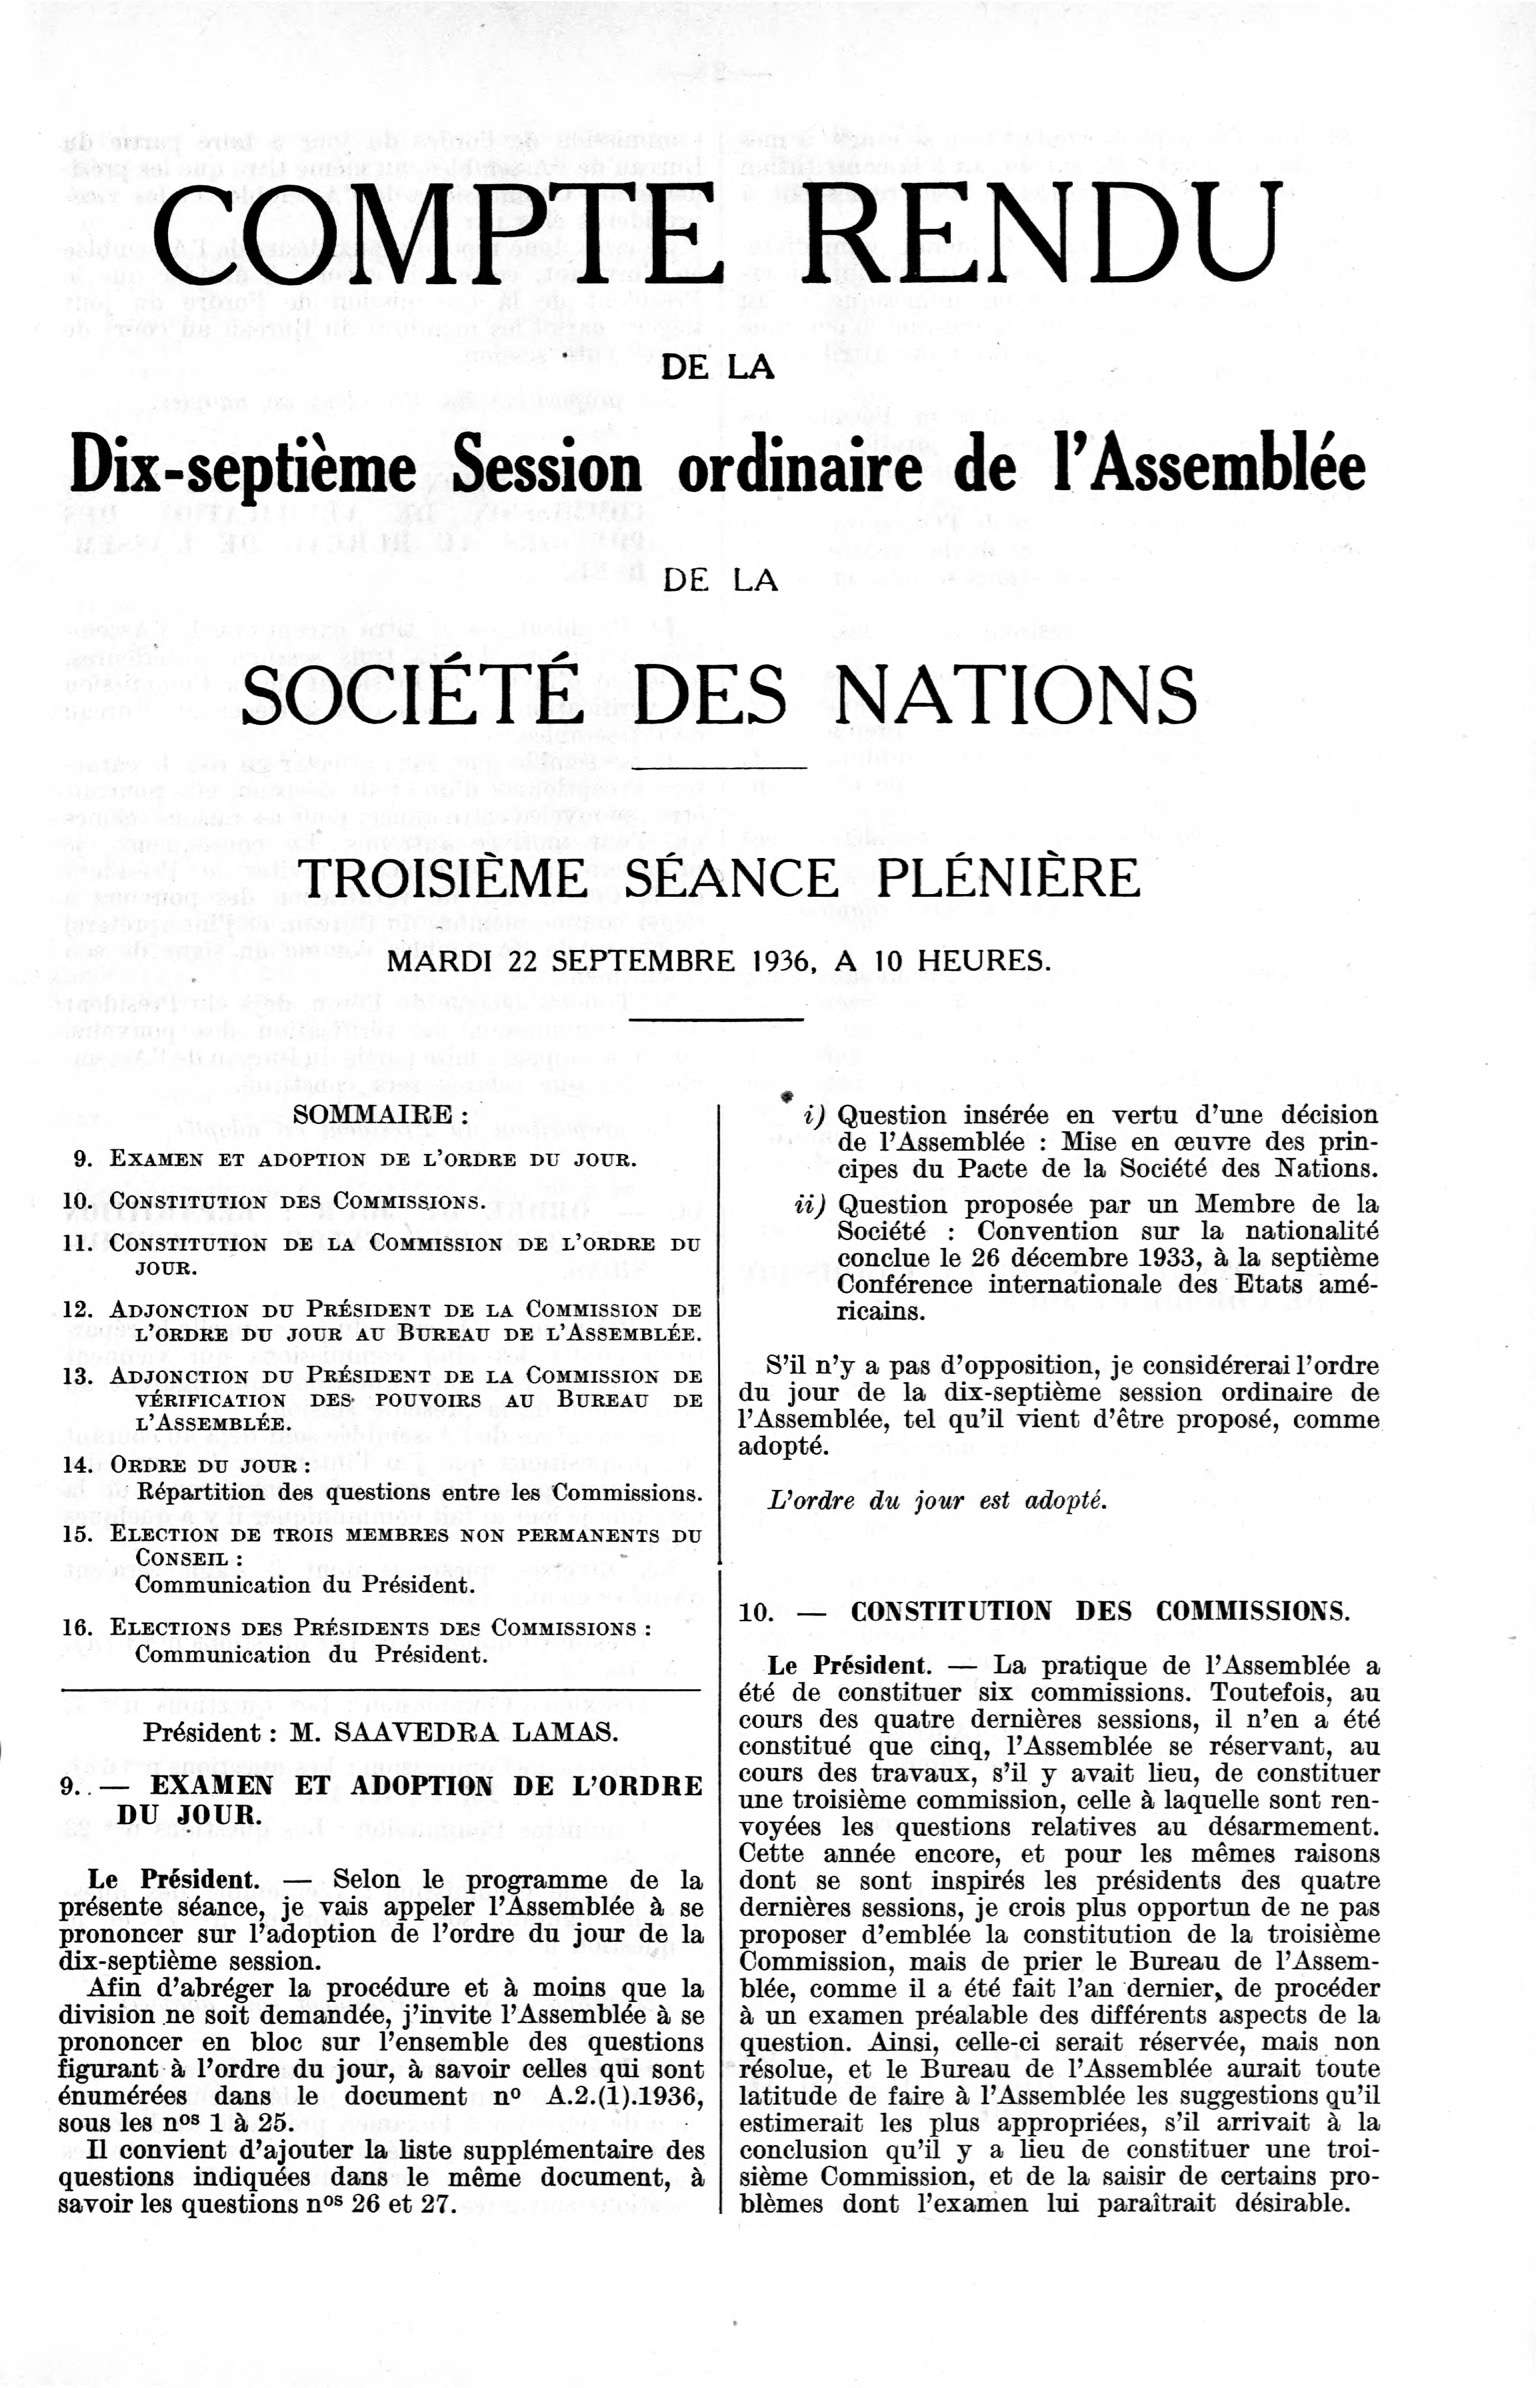 COMPTE RENDU
DE LA
Dix-septième Session ordinaire de l'Assemblée
DE LA
SOCIÉTÉ DES NATIONS
TROISIÈME SÉANCE PLÉNIÈRE
MARDI 22 SEPTEMBRE 1936, A 10 HEURES.
SOMMAIRE :
9. EXAMEN ET ADOPTION DE L'ORDRE DU JOUR.
10. CONSTITUTION DES COMMISSIONS.
11. CONSTITUTION DE LA COMMISSION DE L'ORDRE DU
JOUR.
12. ADJONCTION DU PRÉSIDENT DE LA COMMISSION DE
L'ORDRE DU JOUR AU BUREAU DE L'ASSEMBLÉE.
13. ADJONCTION DU PRÉSIDENT DE LA COMMISSION DE
VÉRIFICATION DES POUVOIRS AU BUREAU DE
L'ASSEMBLÉE.
14. ORDRE DU JOUR :
Répartition des questions entre les Commissions.
15. ELECTION DE TROIS MEMBRES NON PERMANENTS DU
CONSEIL :
Communication du Président.
16. ELECTIONS DES PRÉSIDENTS DES COMMISSIONS :
Communication du Président.
Président : M. SAAVEDRA LAMAS.
9. — EXAMEN ET ADOPTION DE L'ORDRE
DU JOUR.
Le Président. — Selon le programme de la
présente séance, je vais appeler l'Assemblée à se
prononcer sur l'adoption de l'ordre du jour de la
dix-septième session.
Afin d'abréger la procédure et à moins que la
division ne soit demandée, j'invite l'Assemblée à se
prononcer en bloc sur l'ensemble des questions
figurant à l'ordre du jour, à savoir celles qui sont
énumérées dans le document nº A.2.(1).1936,
sous les nos 1 à 25.
Il convient d'ajouter la liste supplémentaire des
questions indiquées dans le même document, à
savoir les questions nos 26 et 27.
i) Question insérée en vertu d'une décision
de l'Assemblée : Mise en œuvre des prin-
cipes du Pacte de la Société des Nations.
ii) Question proposée par un Membre de la
Société : Convention sur la nationalité
conclue le 26 décembre 1933, à la septième
Conférence internationale des Etats amé-
ricains.
S'il n'y a pas d'opposition, je considérerai l'ordre
du jour de la dix-septième session ordinaire de
l'Assemblée, tel qu'il vient d'être proposé, comme
adopté.
L'ordre du jour est adopté.
10. — CONSTITUTION DES COMMISSIONS.
Le Président. — La pratique de l'Assemblée a
été de constituer six commissions. Toutefois, au
cours des quatre dernières sessions, il n'en a été
constitué que cinq, l'Assemblée se réservant, au
cours des travaux, s'il y avait lieu, de constituer
une troisième commission, celle à laquelle sont ren-
voyées les questions relatives au désarmement.
Cette année encore, et pour les mêmes raisons
dont se sont inspirés les présidents des quatre
dernières sessions, je crois plus opportun de ne pas
proposer d'emblée la constitution de la troisième
Commission, mais de prier le Bureau de l'Assem-
blée, comme il a été fait l'an dernier, de procéder
à un examen préalable des différents aspects de la
question. Ainsi, celle-ci serait réservée, mais non
résolue, et le Bureau de l'Assemblée aurait toute
latitude de faire à l'Assemblée les suggestions qu'il
estimerait les plus appropriées, s'il arrivait à la
conclusion qu'il y a lieu de constituer une troi-
sième Commission, et de la saisir de certains pro-
blèmes dont l'examen lui paraîtrait désirable.